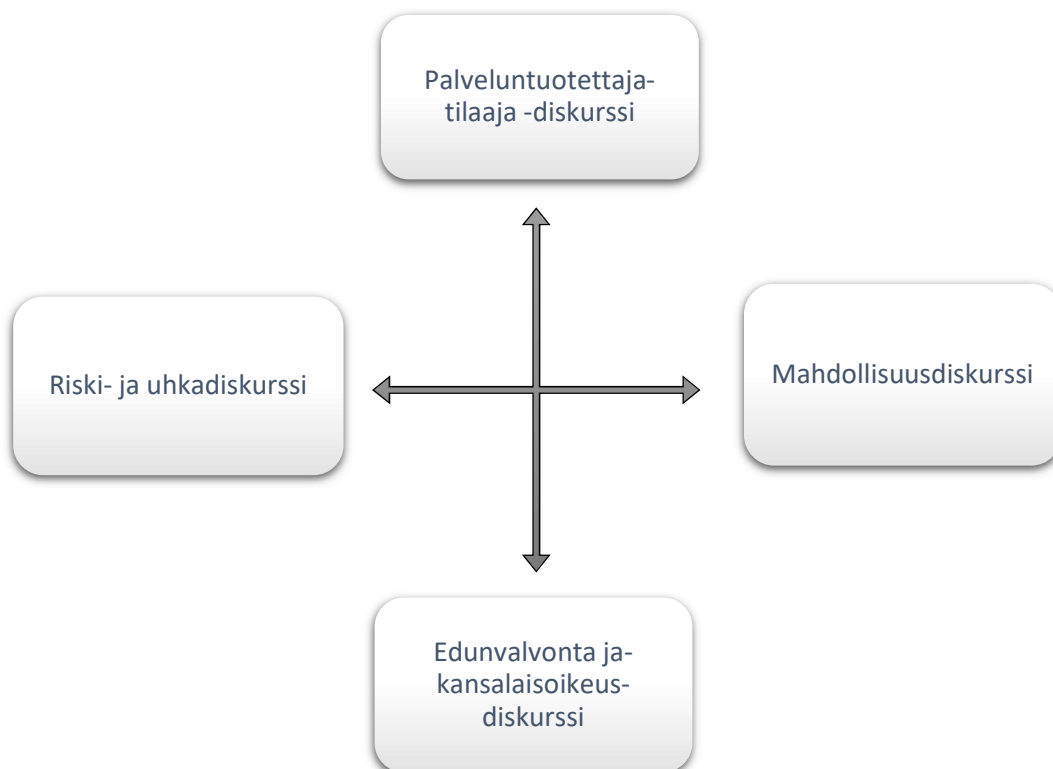 Palveluntuotettaja-
tilaaja -diskurssi
Riski- ja uhkadiskurssi
Mahdollisuusdiskurssi
Edunvalvonta ja-
kansalaisoikeus-
diskurssi